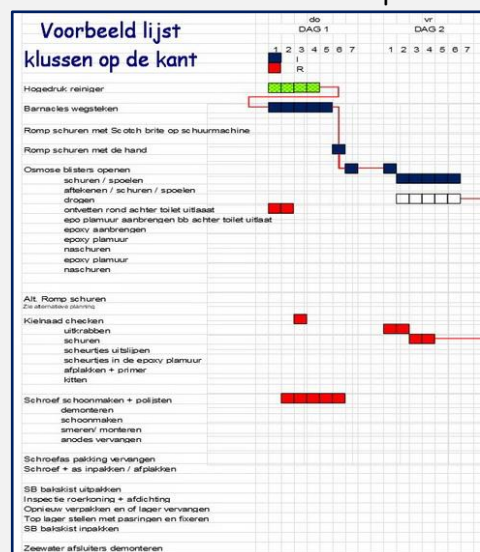 Voorbeeld lijst
klussen op de kant
do
DAG 1
vr
DAG 2
1 2 3 4 5 6 7
1 2 3 4 5 6 7
I
R
Hogedruk reiniger
Barnacles wegsteken
Romp schuren met Scotch brite op schuurmachine
Romp schuren met de hand
Osmose blisters openen
schuren / spoelen
aftekenen / schuren / spoelen
drogen
ontvetten rond achter toilet uitlaaat
epo plamuur aanbrengen bb achter toilet uitlaat
epoxy aanbrengen
epoxy plamuur
naschuren
epoxy plamuur
naschuren
Alt. Romp schuren
Zie alternatieve planning
Kielnaad checken
uitkrabben
schuren
scheurtjes uitslijpen
scheurtjes in de epoxy plamuur
afplakken + primer
kitten
Schroef schoonmaken + polijsten
demonteren
schoonmaken
smeren/ monteren
anodes vervangen
Schroefas pakking vervangen
Schroef + as inpakken / afplakken
SB bakskist uitpakken
Inspectie roerkoning + afdichting
Opnieuw verpakken en of lager vervangen
Top lager stellen met pasringen en fixeren
SB bakskist inpakken
Zeewater afsluiters demonteren